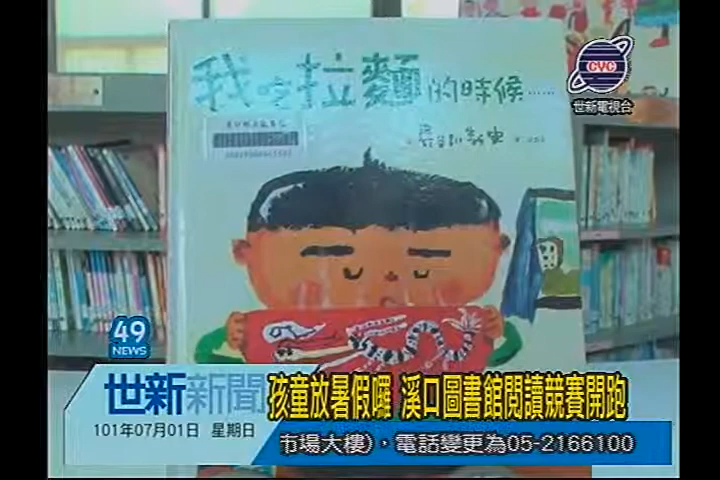 我吃拉麵的時候……
CVC
世新電視台
49
NEWS
世新新聞
孩童放暑假囉 溪口圖書館閱讀競賽開跑
101年07月01日 星期日
市場大樓)，電話變更為05-2166100